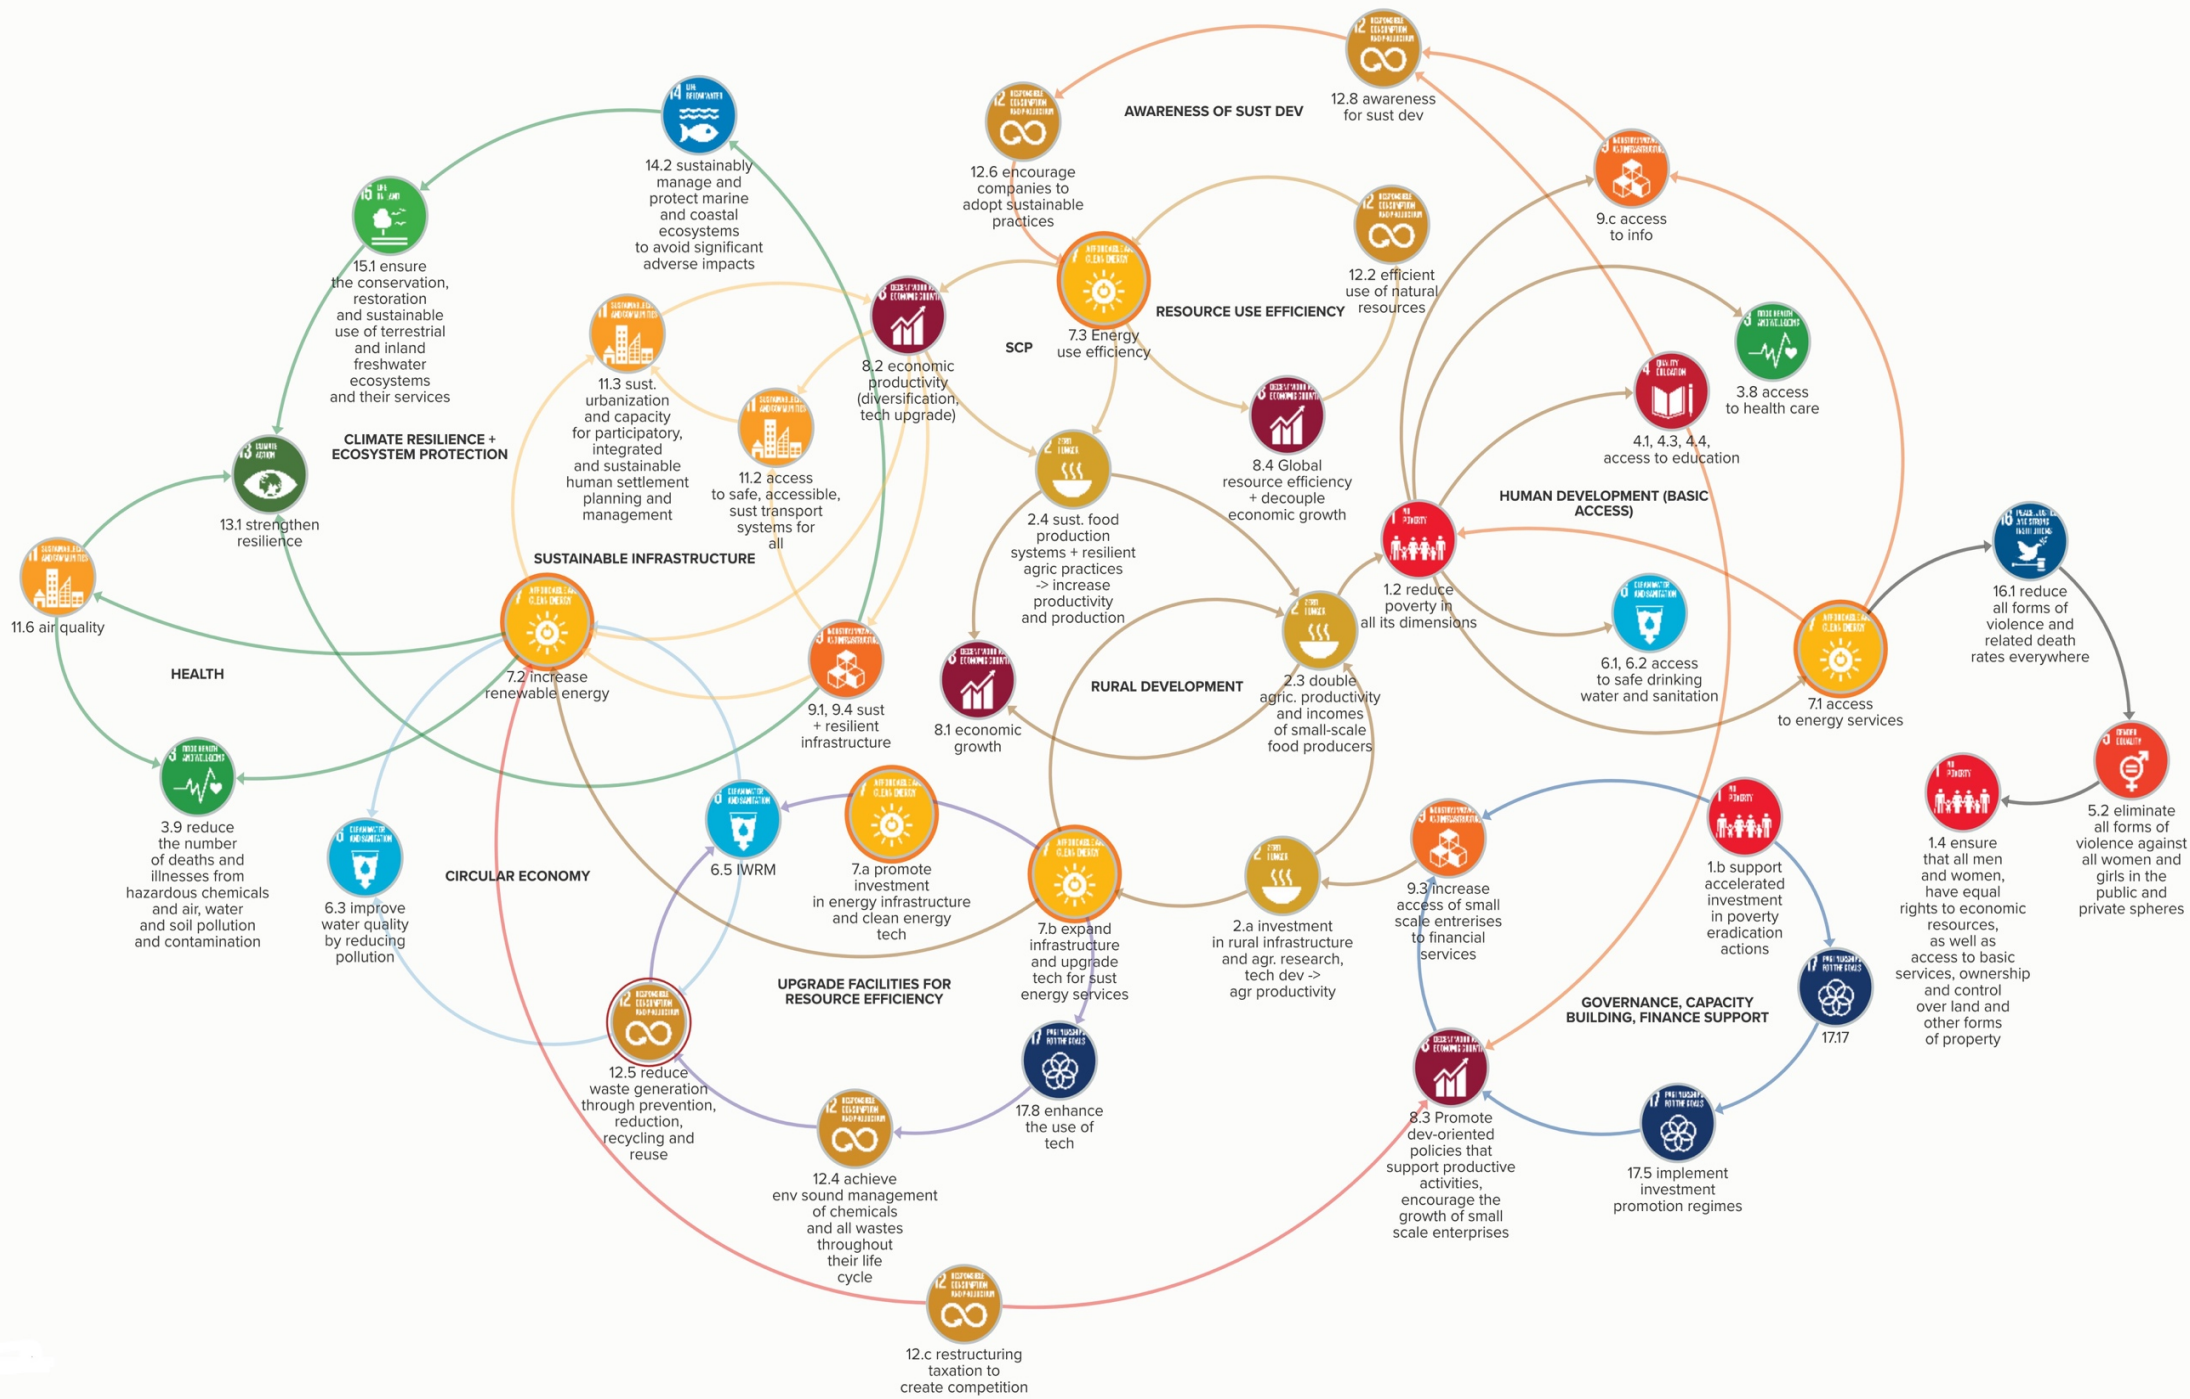 12.8 awareness
for sust dev
AWARENESS OF SUST DEV
12.6 encourage
companies to
adopt sustainable
practices
9.c access
to info
14.2 sustainably
manage and
protect marine
and coastal
ecosystems
to avoid significant
adverse impacts
15.1 ensure
the conservation,
restoration
and sustainable
use of terrestrial
and inland
freshwater
ecosystems
and their services
12.2 efficient
use of natural
resources
RESOURCE USE EFFICIENCY
7.3 Energy
use efficiency
SCP
8.2 economic
productivity
(diversification,
tech upgrade)
11.3 sust.
urbanization
and capacity
for participatory,
integrated
and sustainable
human settlement
planning and
management
11.2 access
to safe, accessible,
sust transport
systems for
all
3.8 access
to health care
4.1, 4.3, 4.4,
access to education
CLIMATE RESILIENCE +
ECOSYSTEM PROTECTION
8.4 Global
resource efficiency
+ decouple
economic growth
HUMAN DEVELOPMENT (BASIC
ACCESS)
13.1 strengthen
resilience
2.4 sust. food
production
systems + resilient
agric practices
-> increase
productivity
and production
SUSTAINABLE INFRASTRUCTURE
1.2 reduce
poverty in
all its dimensions
16.1 reduce
all forms of
violence and
related death
rates everywhere
11.6 air quality
HEALTH
7.2 increase
renewable energy
6.1, 6.2 access
to safe drinking
water and sanitation
RURAL DEVELOPMENT
2.3 double
agric. productivity
and incomes
of small-scale
food producers
7.1 access
to energy services
9.1, 9.4 sust
+ resilient
infrastructure
8.1 economic
growth
3.9 reduce
the number
of deaths and
illnesses from
hazardous chemicals
and air, water
and soil pollution
and contamination
5.2 eliminate
all forms of
violence against
all women and
girls in the
public and
private spheres
1.4 ensure
that all men
and women,
have equal
rights to economic
resources,
as well as
access to basic
services, ownership
and control
over land and
other forms
of property
CIRCULAR ECONOMY
6.5 IWRM
7.a promote
investment
in energy infrastructure
and clean energy
tech
6.3 improve
water quality
by reducing
pollution
7.b expand
infrastructure
and upgrade
tech for sust
energy services
2.a investment
in rural infrastructure
and agr. research,
tech dev ->
agr productivity
9.3 increase
access of small
scale entrerises
to financial
services
1.b support
accelerated
investment
in poverty
eradication
actions
UPGRADE FACILITIES FOR
RESOURCE EFFICIENCY
GOVERNANCE, CAPACITY
BUILDING, FINANCE SUPPORT
17.17
12.5 reduce
waste generation
through prevention,
reduction,
recycling and
reuse
17.8 enhance
the use of
tech
12.4 achieve
env sound management
of chemicals
and all wastes
throughout
their life
cycle
8.3 Promote
dev-oriented
policies that
support productive
activities,
encourage the
growth of small
scale enterprises
17.5 implement
investment
promotion regimes
12.c restructuring
taxation to
create competition